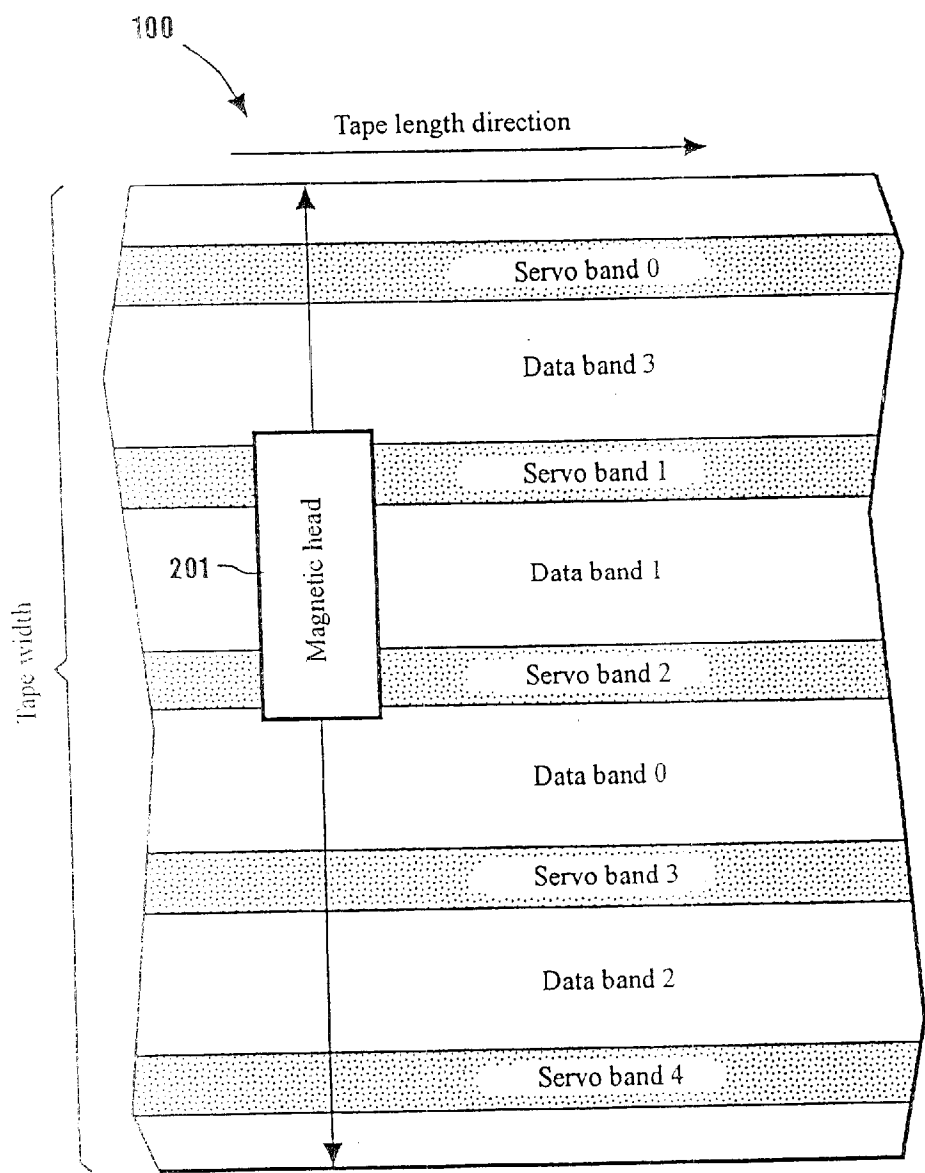 100
Tape length direction
Servo band 0
Data band 3
Servo band 1
201
Magnetic head
Data band 1
Tape width
Servo band 2
Data band 0
Servo band 3
Data band 2
Servo band 4